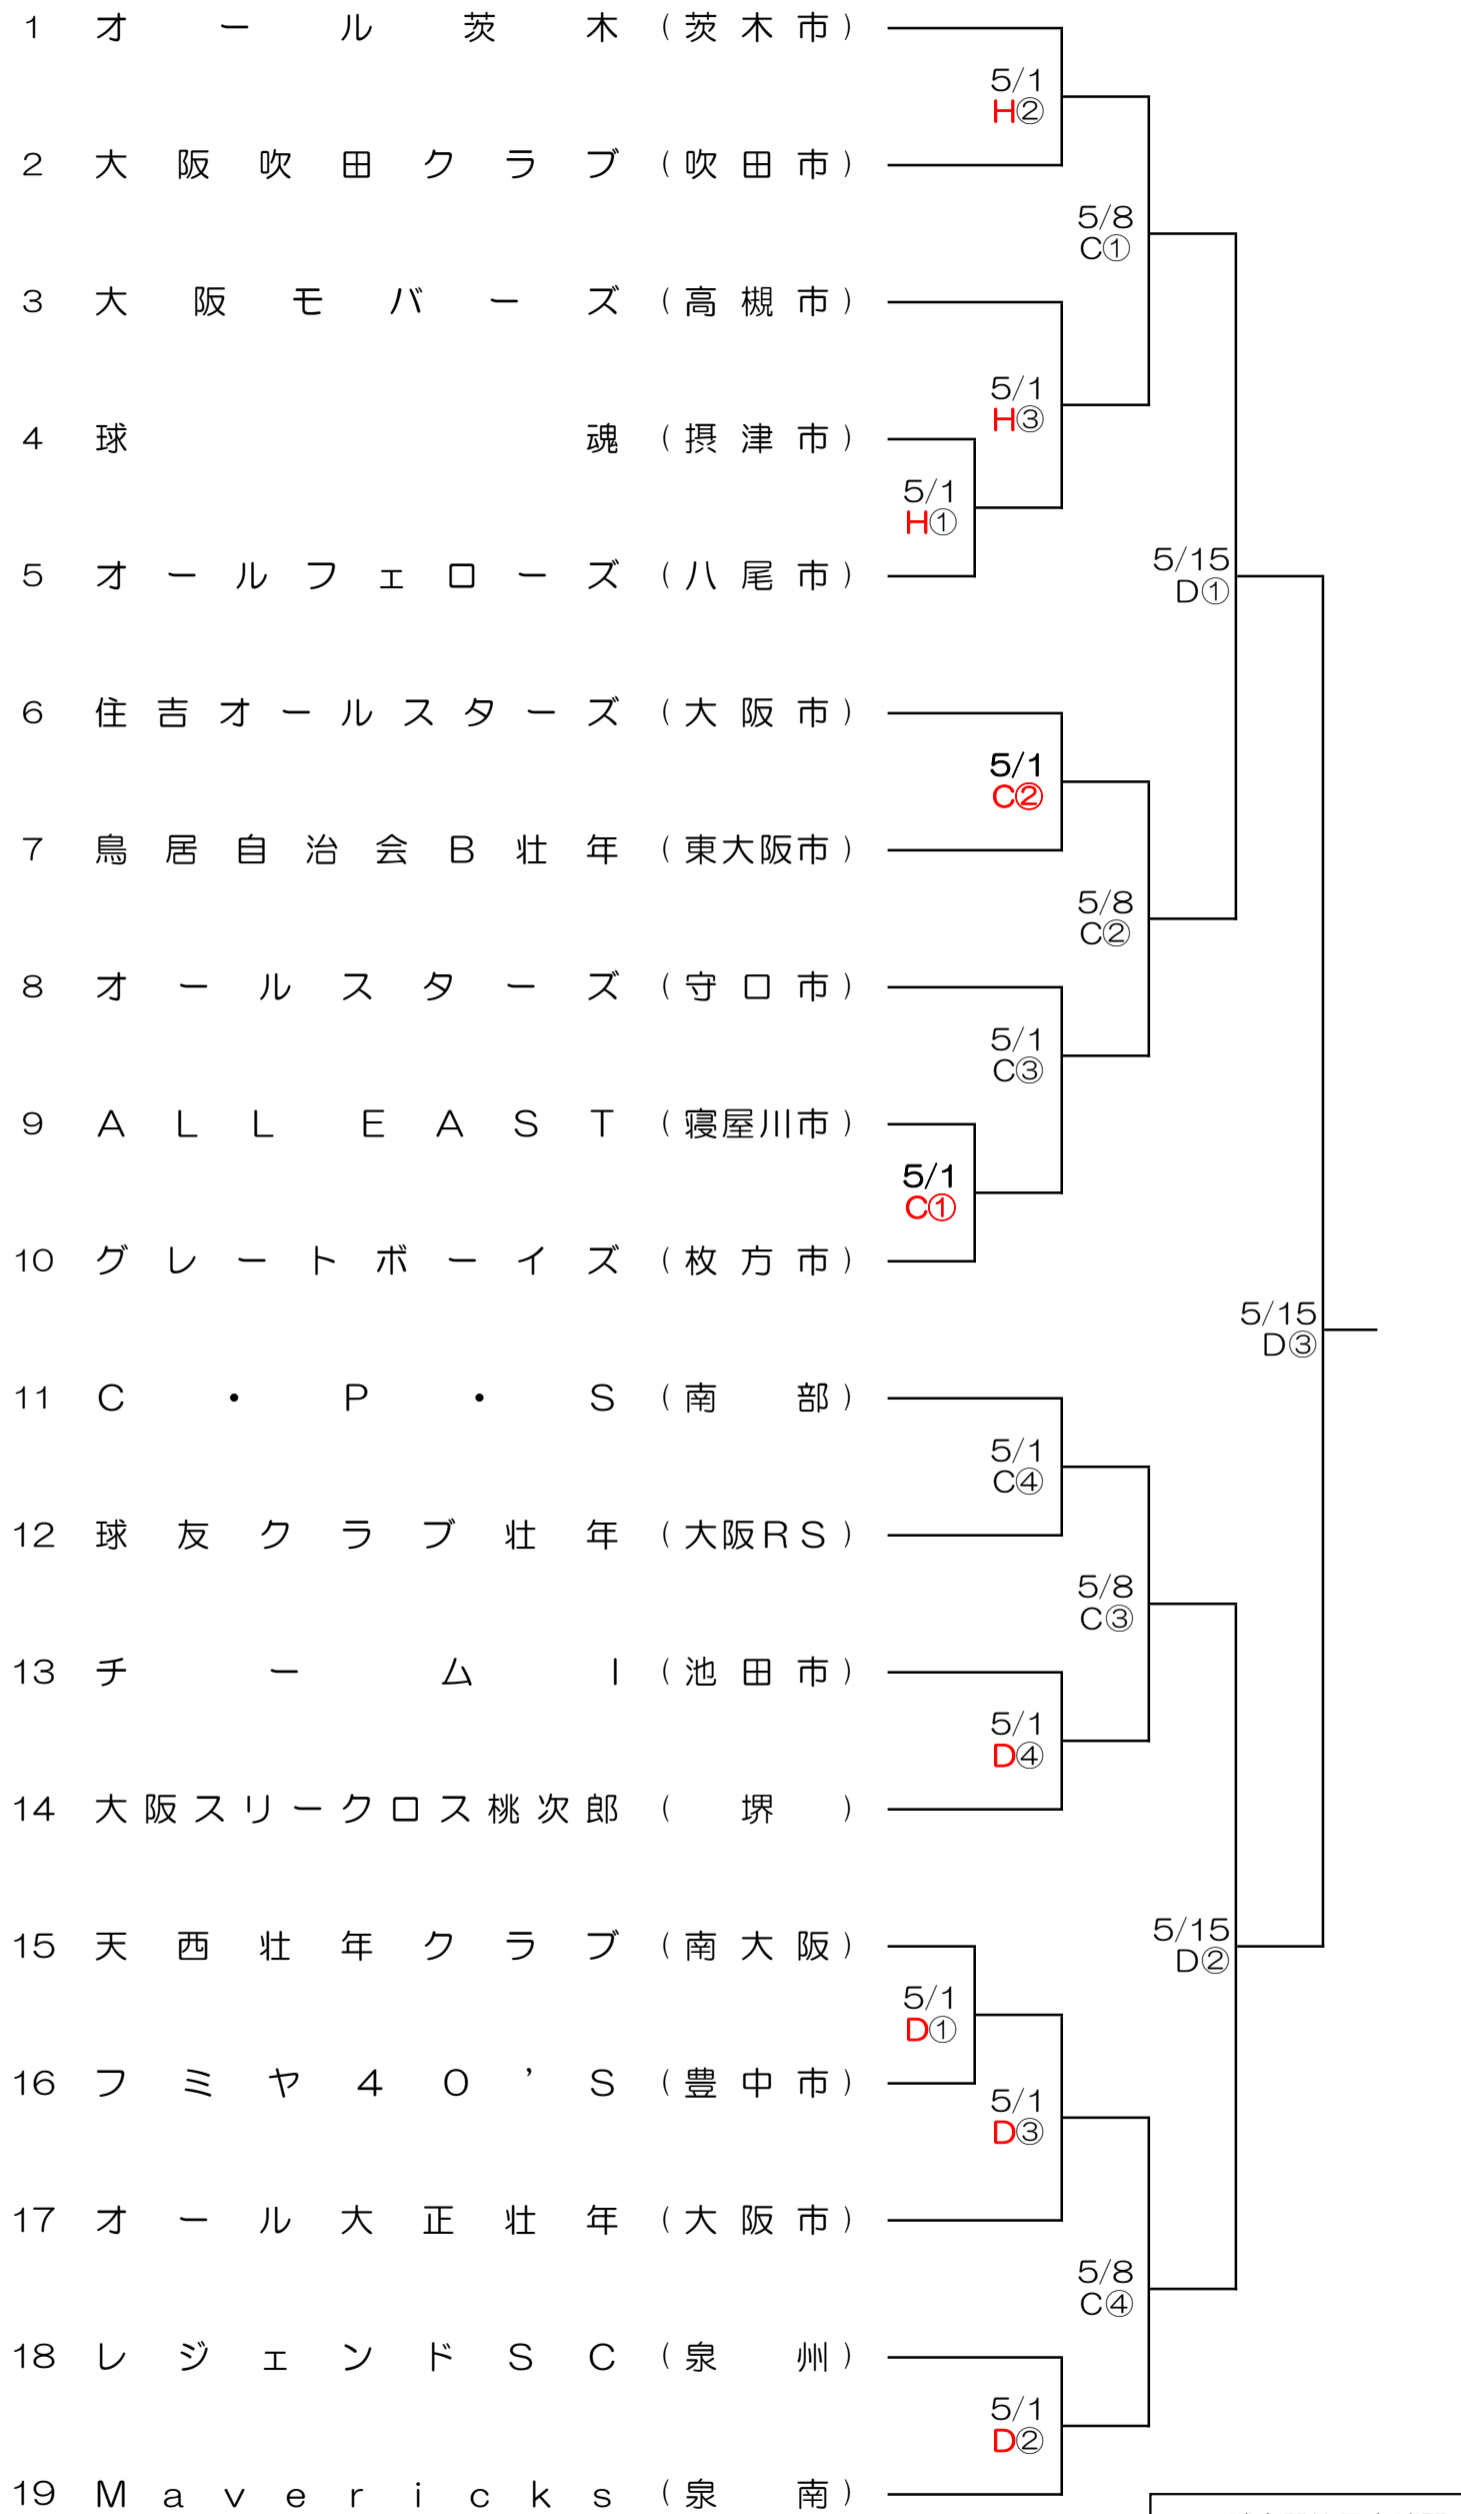 1 オール茨木 (茨木市)
5/1
H②
2 大阪吹田クラブ (吹田市)
5/8
C①
3 大阪モバーズ (高槻市)
5/1
H③
4 球魂 (摂津市)
5/1
H①
5/15
D①
5 オールフェローズ (八尾市)
6 住吉オールスターズ (大阪市)
5/1
C②
7 鳥居自治会B壮年 (東大阪市)
5/8
C②
8 オールスターズ (守口市)
5/1
C③
9 ALL EAST (寝屋川市)
5/1
C①
10 グレートボーイズ (枚方市)
5/15
D③
11 C・P・S (南部)
5/1
C④
12 球友クラブ壮年 (大阪RS)
5/8
C③
13 チームI (池田市)
5/1
D④
14 大阪スリークロス桃次郎 (堺)
15 天西壮年クラブ (南大阪)
5/15
D②
5/1
D①
16 フミヤ40'S (豊中市)
5/1
D③
17 オール大正壮年 (大阪市)
5/8
C④
18 レジェンドSC (泉州)
5/1
D②
19 Mavericks (泉南)